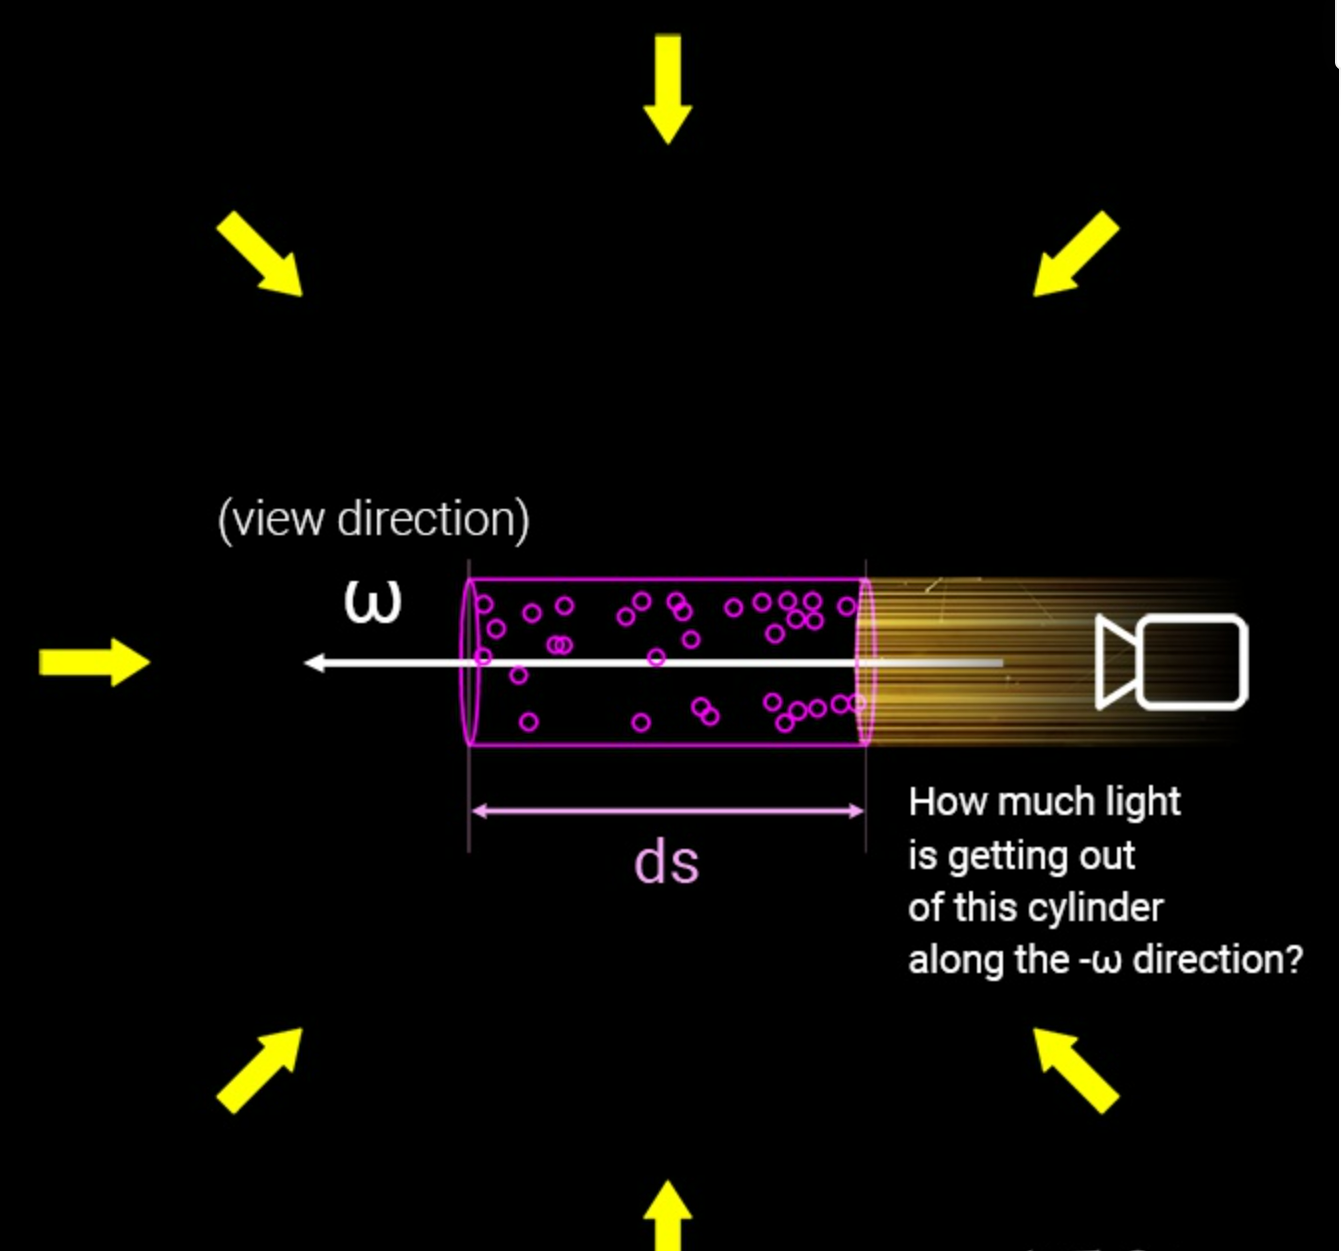 (view direction)
ω
ds
How much light
is getting out
of this cylinder
along the -ω direction?